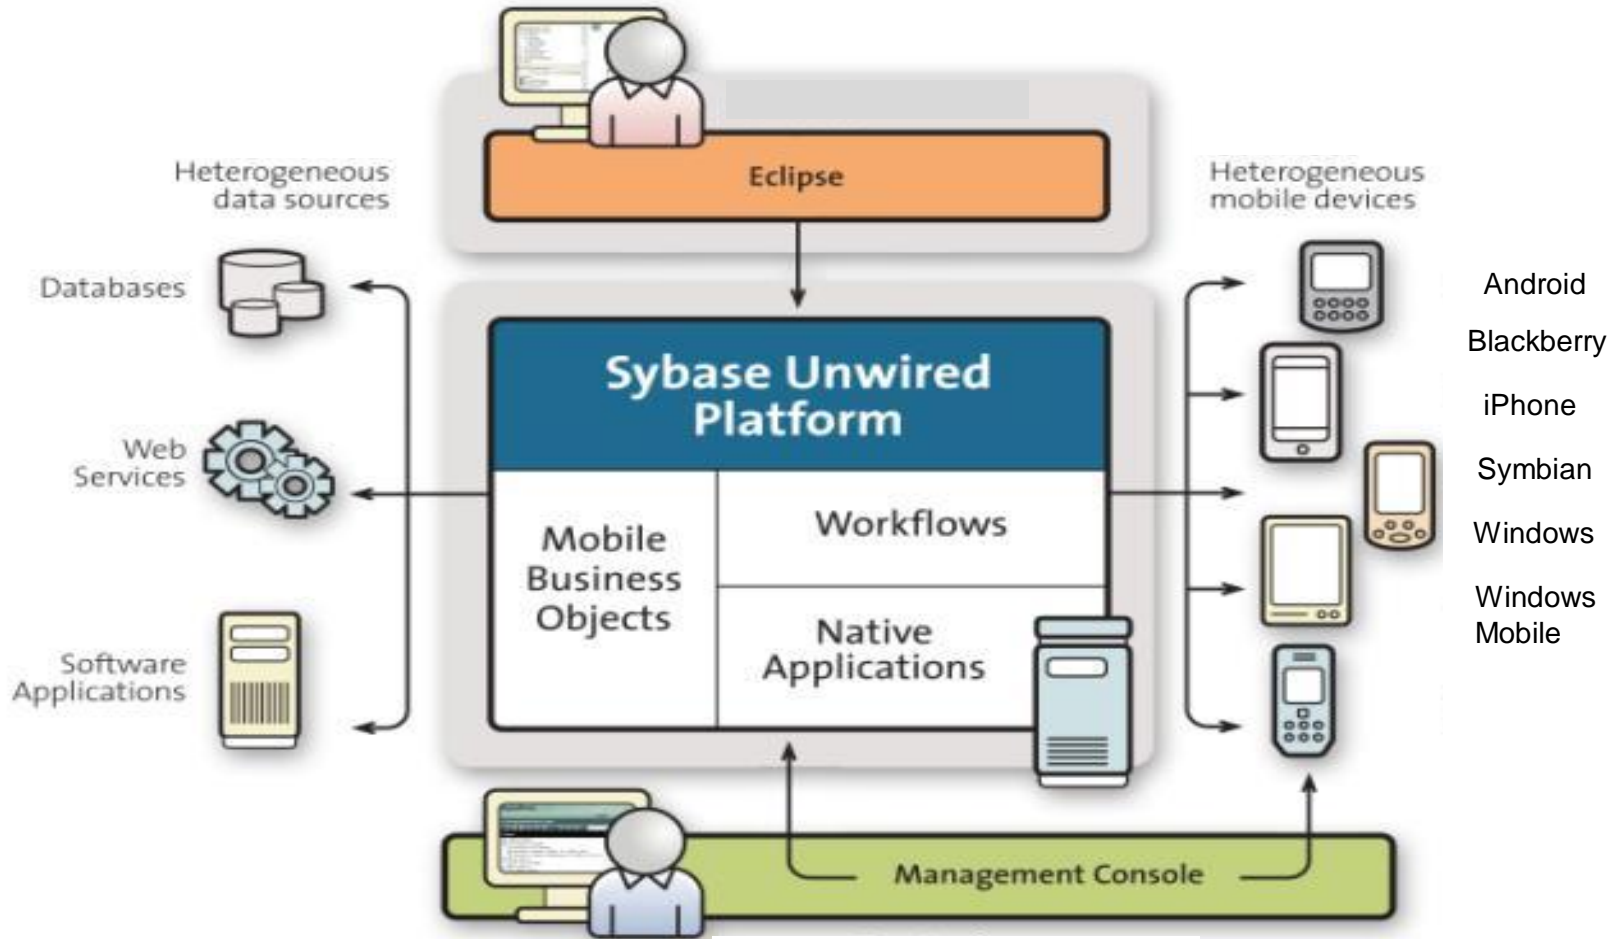 Eclipse
Heterogeneous
data sources
Databases
Web
Services
Software
Applications
Sybase Unwired
Platform
Mobile
Business
Objects
Workflows
Native
Applications
Heterogeneous
mobile devices
Android
Blackberry
iPhone
Symbian
Windows
Windows
Mobile
Management Console